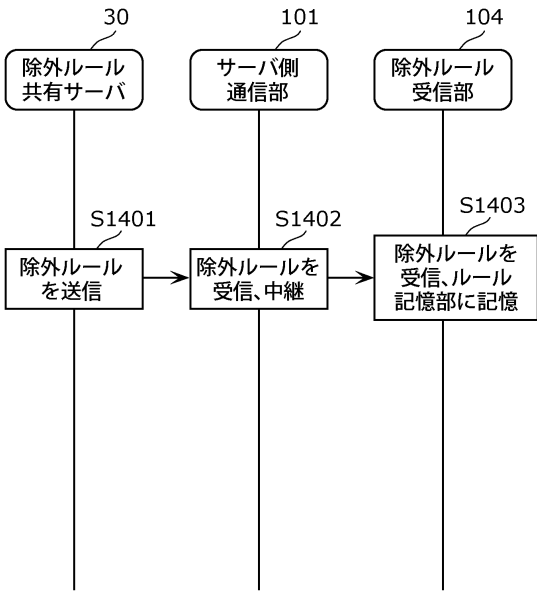 30
101
104
除外ルール
共有サーバ
サーバ側
通信部
除外ルール
受信部
S1401
S1402
S1403
除外ルール
を送信
除外ルールを
受信、中継
除外ルールを
受信、ルール
記憶部に記憶